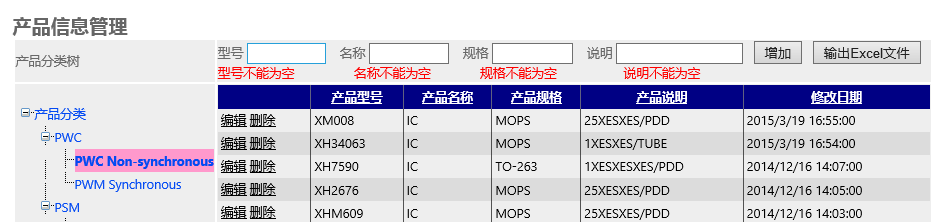 产品信息管理
产品分类树
型号 名称 规格 说明 增加 输出Excel文件
型号不能为空 名称不能为空 规格不能为空 说明不能为空
产品分类
PWC
PWC Non-synchronous
PWM Synchronous
PSM
产品型号 产品名称 产品规格 产品说明 修改日期
编辑 删除 XM008 IC MOPS 25XESXES/PDD 2015/3/19 16:55:00
编辑 删除 XH34063 IC MOPS 1XESXES/TUBE 2015/3/19 16:54:00
编辑 删除 XH7590 IC TO-263 1XESXESXES/PDD 2014/12/16 14:07:00
编辑 删除 XH2676 IC MOPS 25XESXES/PDD 2014/12/16 14:05:00
编辑 删除 XHM609 IC MOPS 25XESXES/PDD 2014/12/16 14:03:00